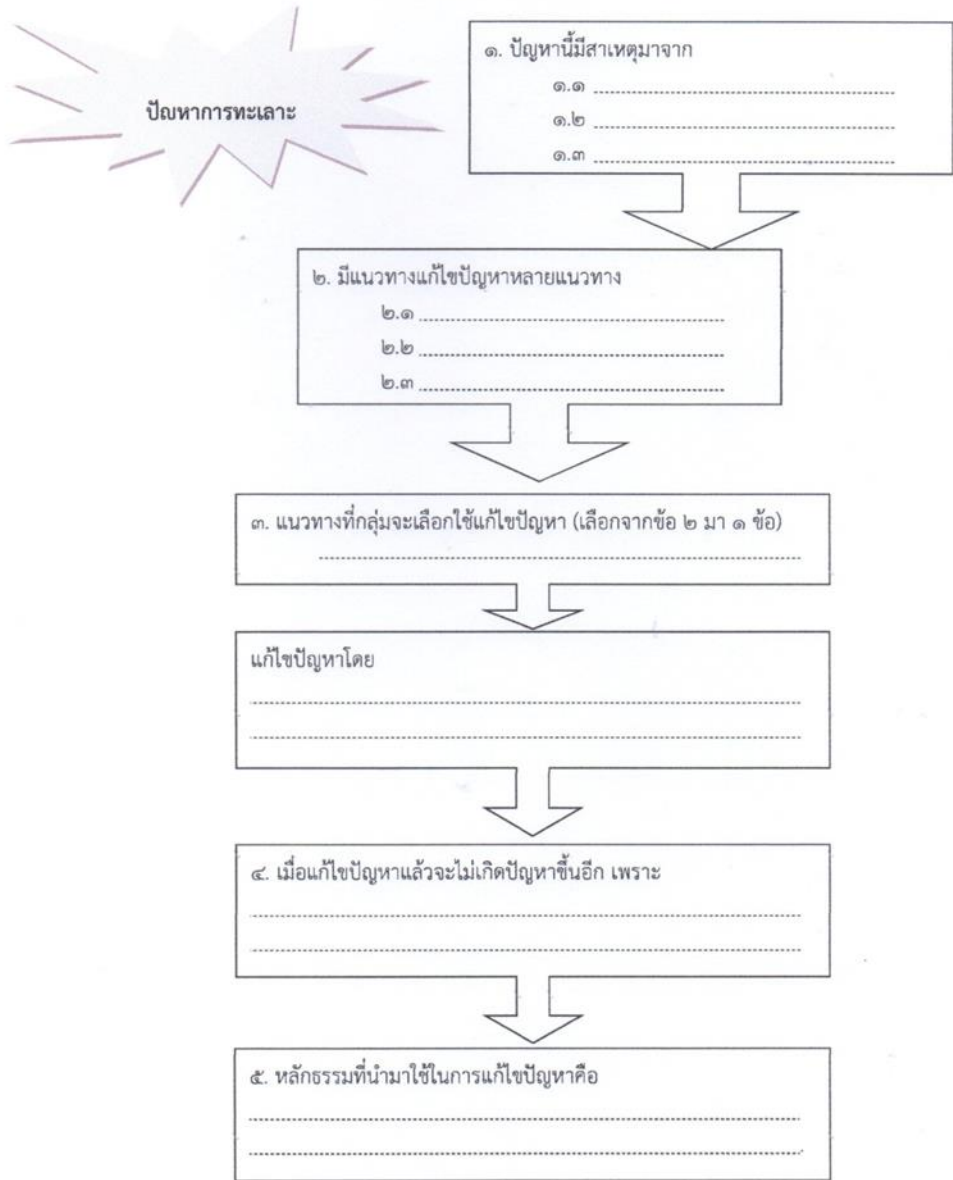 ปัญหาการทะเลาะ
๑. ปัญหานี้มีสาเหตุมาจาก
๑.๑
๑.๒
๑.๓
๒. มีแนวทางแก้ไขปัญหาหลายแนวทาง
๒.๑
๒.๒
๒.๓
๓. แนวทางที่กลุ่มจะเลือกใช้แก้ไขปัญหา (เลือกจากข้อ ๒ มา ๑ ข้อ)
แก้ไขปัญหาโดย
๔. เมื่อแก้ไขปัญหาแล้วจะไม่เกิดปัญหาขึ้นอีก เพราะ
๕. หลักธรรมที่นำมาใช้ในการแก้ไขปัญหาคือ